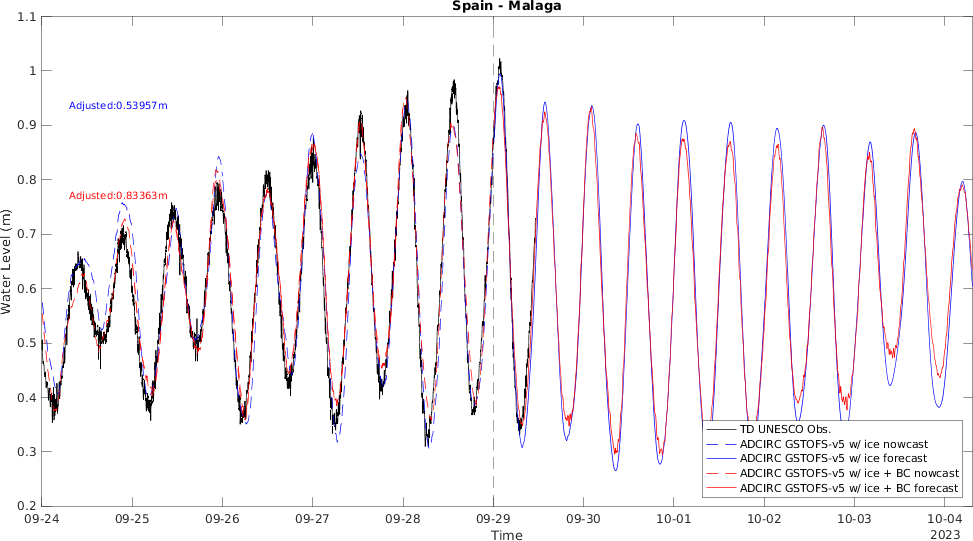 Spain - Malaga
1.1
1
0.9
0.8
0.7
0.6
0.5
0.4
0.3
0.2
Water Level (m)
Adjusted:0.53957m
Adjusted:0.83363m
TD UNESCO Obs.
ADCIRC GSTOFS-v5 w/ ice nowcast
ADCIRC GSTOFS-v5 w/ ice forecast
ADCIRC GSTOFS-v5 w/ ice + BC nowcast
ADCIRC GSTOFS-v5 w/ ice + BC forecast
09-24 09-25 09-26 09-27 09-28 09-29 09-30 10-01 10-02 10-03 10-04
Time
2023